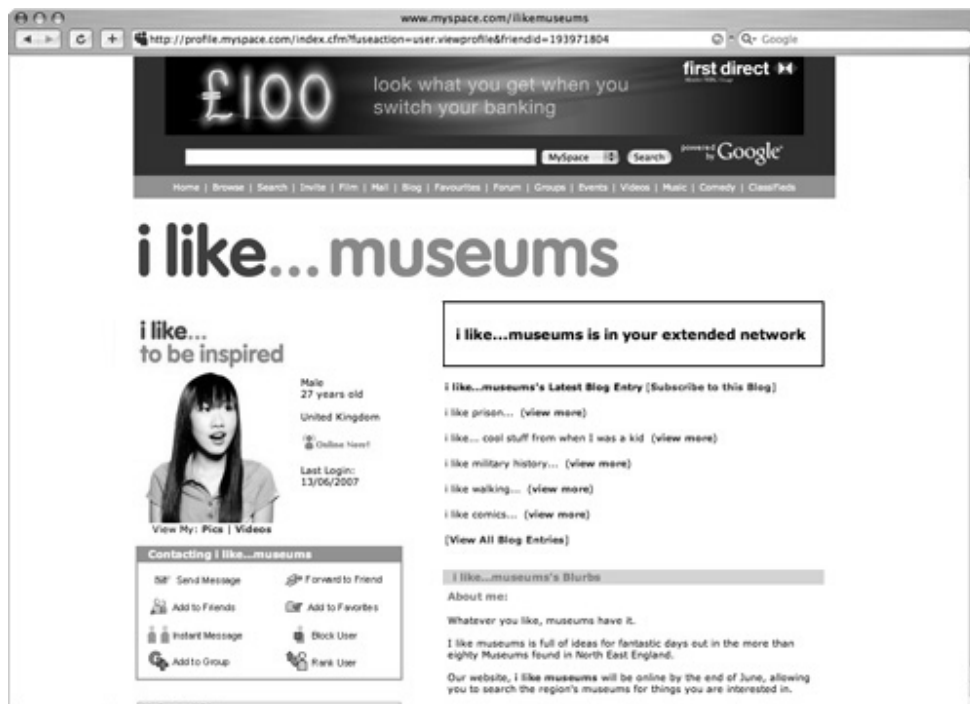 www.myspace.com/ilikemuseums
http://profile.myspace.com/index.cfm?fuseaction=user.viewprofile&friendid=193971804
Google
£100
look what you get when you
switch your banking
first direct
MySpace
Search
powered by Google
Home | Browse | Search | Invite | Film | Mail | Blog | Favourites | Forum | Groups | Events | Videos | Music | Comedy | Classifieds
i like... museums
i like...
to be inspired
Male
27 years old
United Kingdom
Online Now!
Last Login:
13/06/2007
View My: Pics | Videos
Contacting i like...museums
Send Message
Forward to Friend
Add to Friends
Add to Favorites
Instant Message
Block User
Add to Group
Rank User
i like...museums is in your extended network
i like...museums's Latest Blog Entry [Subscribe to this Blog]
i like prison... (view more)
i like... cool stuff from when I was a kid (view more)
i like military history... (view more)
i like walking... (view more)
i like comics... (view more)
[View All Blog Entries]
i like...museums's Blurbs
About me:
Whatever you like, museums have it.
I like museums is full of ideas for fantastic days out in the more than
eighty Museums found in North East England.
Our website, i like museums will be online by the end of June, allowing
you to search the region's museums for things you are interested in.